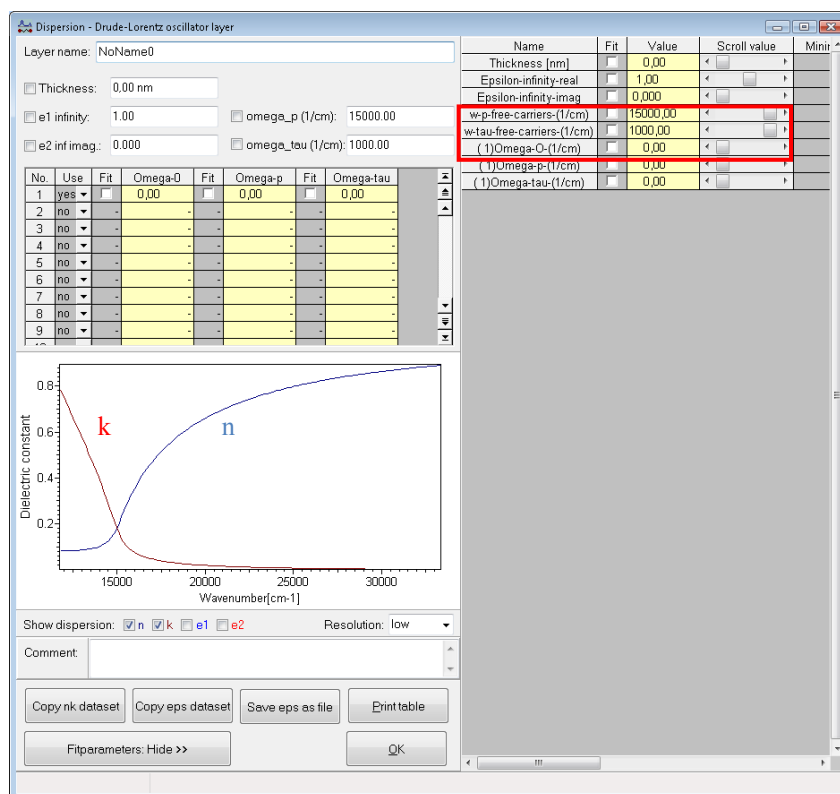 Dispersion - Drude-Lorentz oscillator layer
Layer name: NoName0
Thickness: 0,00 nm
e1 infinity: 1.00 omega_p (1/cm): 15000.00
e2 inf imag.: 0.000 omega_tau (1/cm): 1000.00
No. Use Fit Omega-0 Fit Omega-p Fit Omega-tau
1 yes 0,00 0,00 0,00
2 no - - - - - -
3 no - - - - - -
4 no - - - - - -
5 no - - - - - -
6 no - - - - - -
7 no - - - - - -
8 no - - - - - -
9 no - - - - - -
Dielectric constant
0.8
0.6
0.4
0.2
k
n
15000 20000 25000 30000
Wavenumber[cm-1]
Show dispersion: n k e1 e2 Resolution: low
Comment:
Copy nk dataset Copy eps dataset Save eps as file Print table
Fitparameters: Hide >> OK
Name Fit Value Scroll value Minir
Thickness [nm] 0,00
Epsilon-infinity-real 1,00
Epsilon-infinity-imag 0,000
w-p-free-carriers-(1/cm) 15000,00
w-tau-free-carriers-(1/cm) 1000,00
( 1)Omega-O-(1/cm) 0,00
( 1)Omega-p-(1/cm) 0,00
( 1)Omega-tau-(1/cm) 0,00